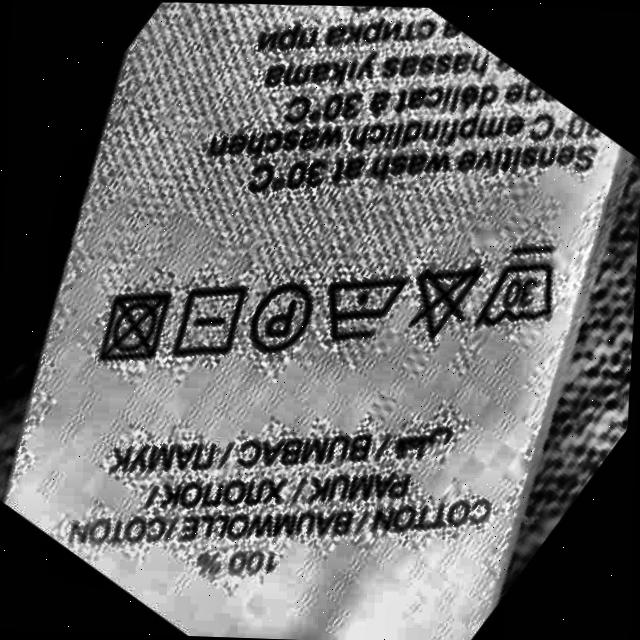 100 %
COTTON / BAUMWOLLE / COTON
PAMUK / ХЛОПОК /
/ BUMBAC / ПАМУК
30
P
Sensitive wash at 30°C
empfindlich waschen
délicat a 30°C
hassas yıkama
стирка при